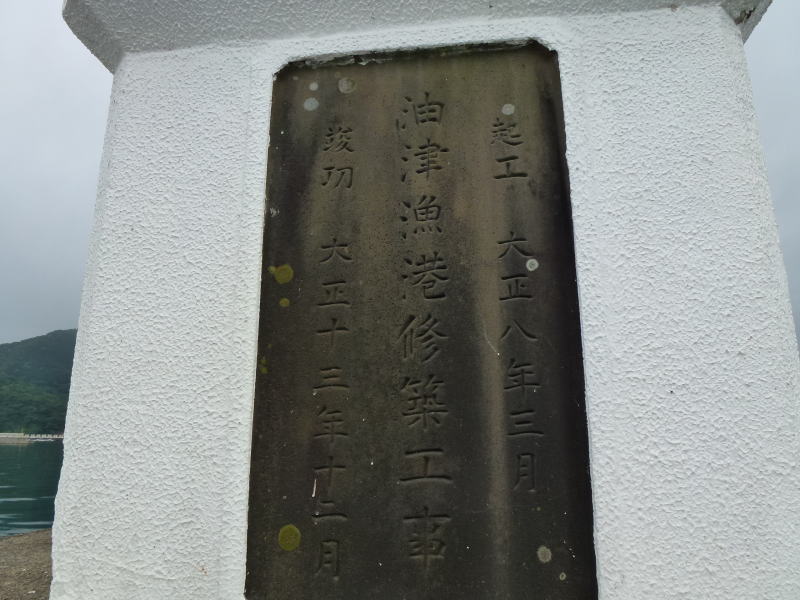 起工 大正八年三月
油津漁港修築工事
竣功 大正十三年十二月